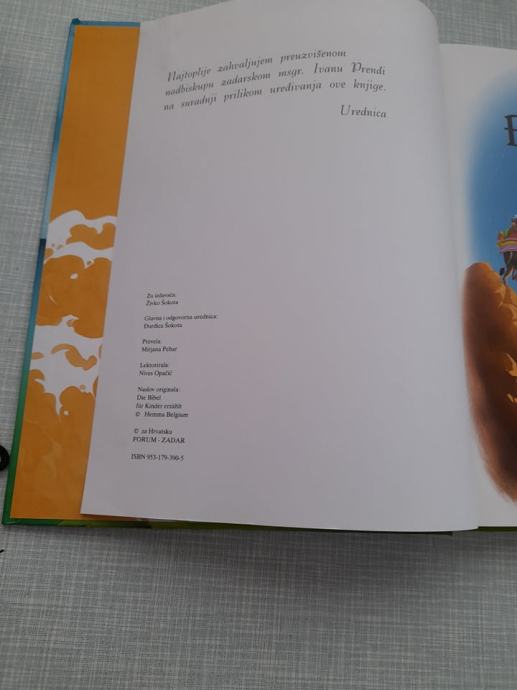 Najtoplije zahvaljujem preuzvišenom
nadbiskupu zadarskom msgr. Ivanu Prendi
na suradnji prilikom uređivanja ove knjige.
Urednica
Za izdavača:
Živko Šokota
Glavna i odgovorna urednica:
Đurđica Šokota
Prevela:
Mirjana Pehar
Lektorirala:
Nives Opačić
Naslov originala:
Die Bibel
für Kinder erzählt
© Hemma Belgium
© za Hrvatsku
FORUM - ZADAR
ISBN 953-179-390-5